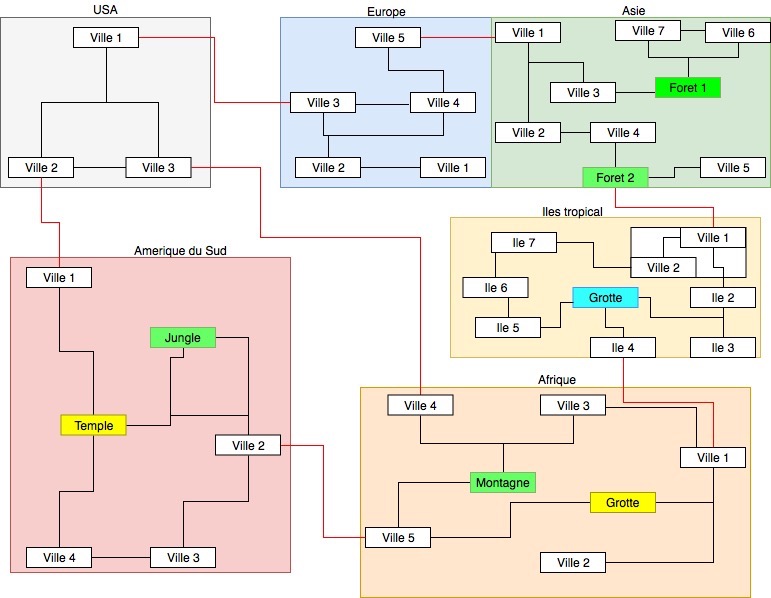 USA
Ville 1
Ville 2
Ville 3
Europe
Ville 5
Ville 3
Ville 4
Ville 2
Ville 1
Asie
Ville 1
Ville 7
Ville 6
Ville 3
Foret 1
Ville 2
Ville 4
Foret 2
Ville 5
Iles tropical
Ile 7
Ville 1
Ville 2
Ile 6
Grotte
Ile 2
Ile 5
Ile 4
Ile 3
Amerique du Sud
Ville 1
Jungle
Temple
Ville 2
Ville 4
Ville 3
Afrique
Ville 4
Ville 3
Ville 1
Montagne
Grotte
Ville 5
Ville 2